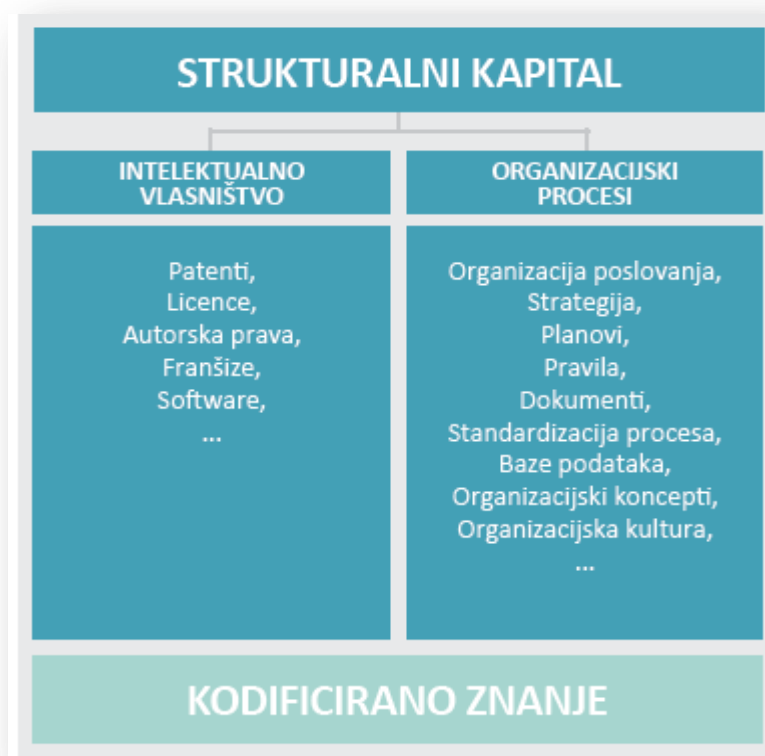 STRUKTURALNI KAPITAL
INTELEKTUALNO
VLASNIŠTVO
Patenti,
Licence,
Autorska prava,
Franšize,
Software,
...
ORGANIZACIJSKI
PROCESI
Organizacija poslovanja,
Strategija,
Planovi,
Pravila,
Dokumenti,
Standardizacija procesa,
Baze podataka,
Organizacijski koncepti,
Organizacijska kultura,
...
KODIFICIRANO ZNANJE